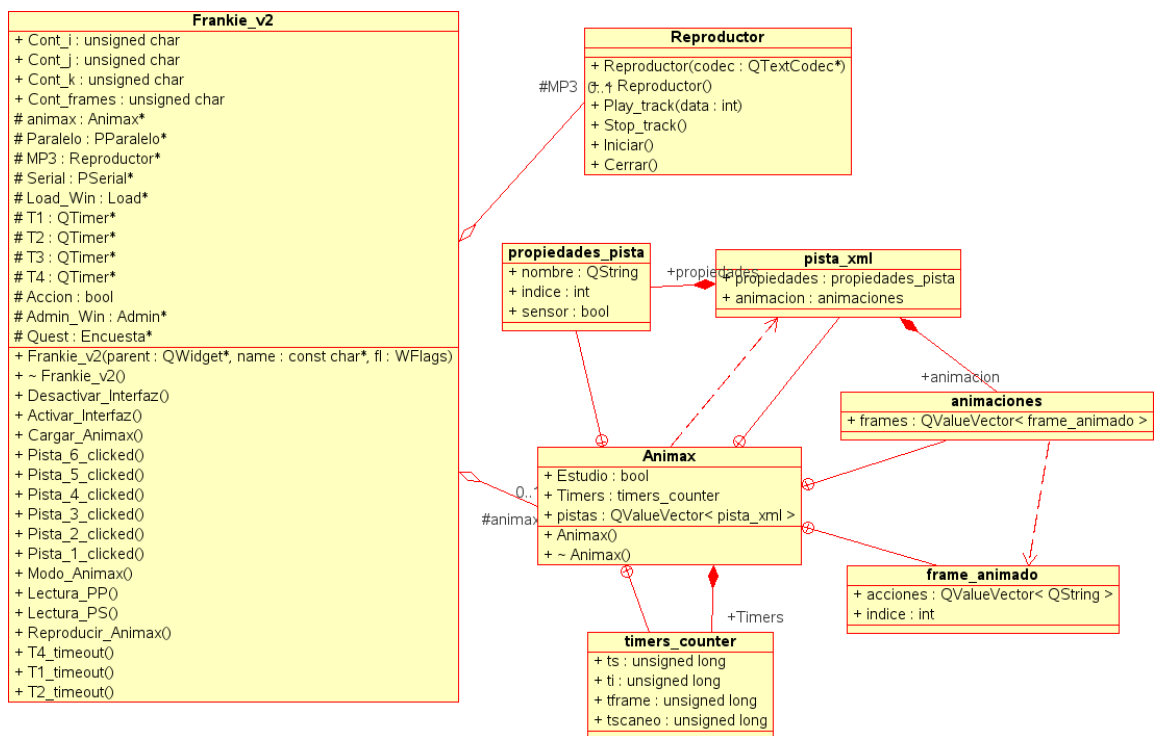 Frankie_v2
+ Cont_i : unsigned char
+ Cont_j : unsigned char
+ Cont_k : unsigned char
+ Cont_frames : unsigned char
# animax : Animax*
# Paralelo : PParalelo*
# MP3 : Reproductor*
# Serial : PSerial*
# Load_Win : Load*
# T1 : QTimer*
# T2 : QTimer*
# T3 : QTimer*
# T4 : QTimer*
# Accion : bool
# Admin_Win : Admin*
# Quest : Encuesta*
+ Frankie_v2(parent : QWidget*, name : const char*, fl : WFlags)
+ ~ Frankie_v2()
+ Desactivar_Interfaz()
+ Activar_Interfaz()
+ Cargar_Animax()
+ Pista_6_clicked()
+ Pista_5_clicked()
+ Pista_4_clicked()
+ Pista_3_clicked()
+ Pista_2_clicked()
+ Pista_1_clicked()
+ Modo_Animax()
+ Lectura_PP()
+ Lectura_PS()
+ Reproducir_Animax()
+ T4_timeout()
+ T1_timeout()
+ T2_timeout()
#MP3 0..1
Reproductor
+ Reproductor(codec : QTextCodec*)
+ ~ Reproductor()
+ Play_track(data : int)
+ Stop_track()
+ Iniciar()
+ Cerrar()
propiedades_pista
+ nombre : QString
+ indice : int
+ sensor : bool
+propiedades
pista_xml
+ propiedades : propiedades_pista
+ animacion : animaciones
+animacion
animaciones
+ frames : QValueVector< frame_animado >
0..1
#animax
Animax
+ Estudio : bool
+ Timers : timers_counter
+ pistas : QValueVector< pista_xml >
+ Animax()
+ ~ Animax()
frame_animado
+ acciones : QValueVector< QString >
+ indice : int
+Timers
timers_counter
+ ts : unsigned long
+ ti : unsigned long
+ tframe : unsigned long
+ tscaneo : unsigned long